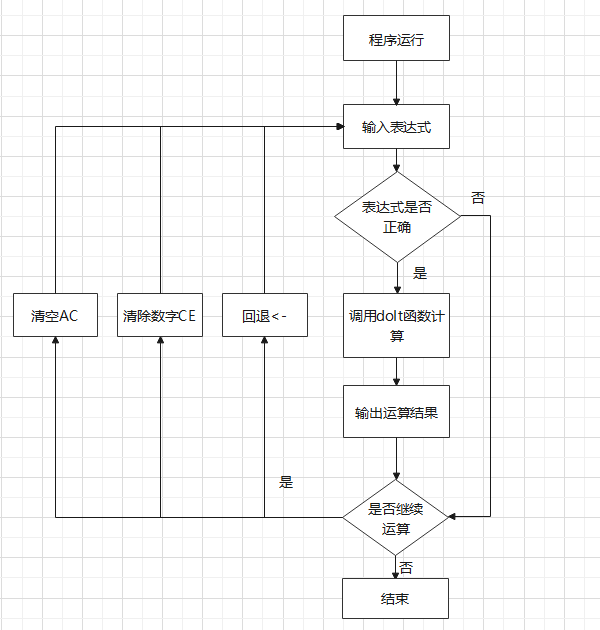 程序运行
输入表达式
表达式是否
正确
否
是
清空AC
清除数字CE
回退<-
调用doIt函数计
算
输出运算结果
是
是否继续
运算
否
结束